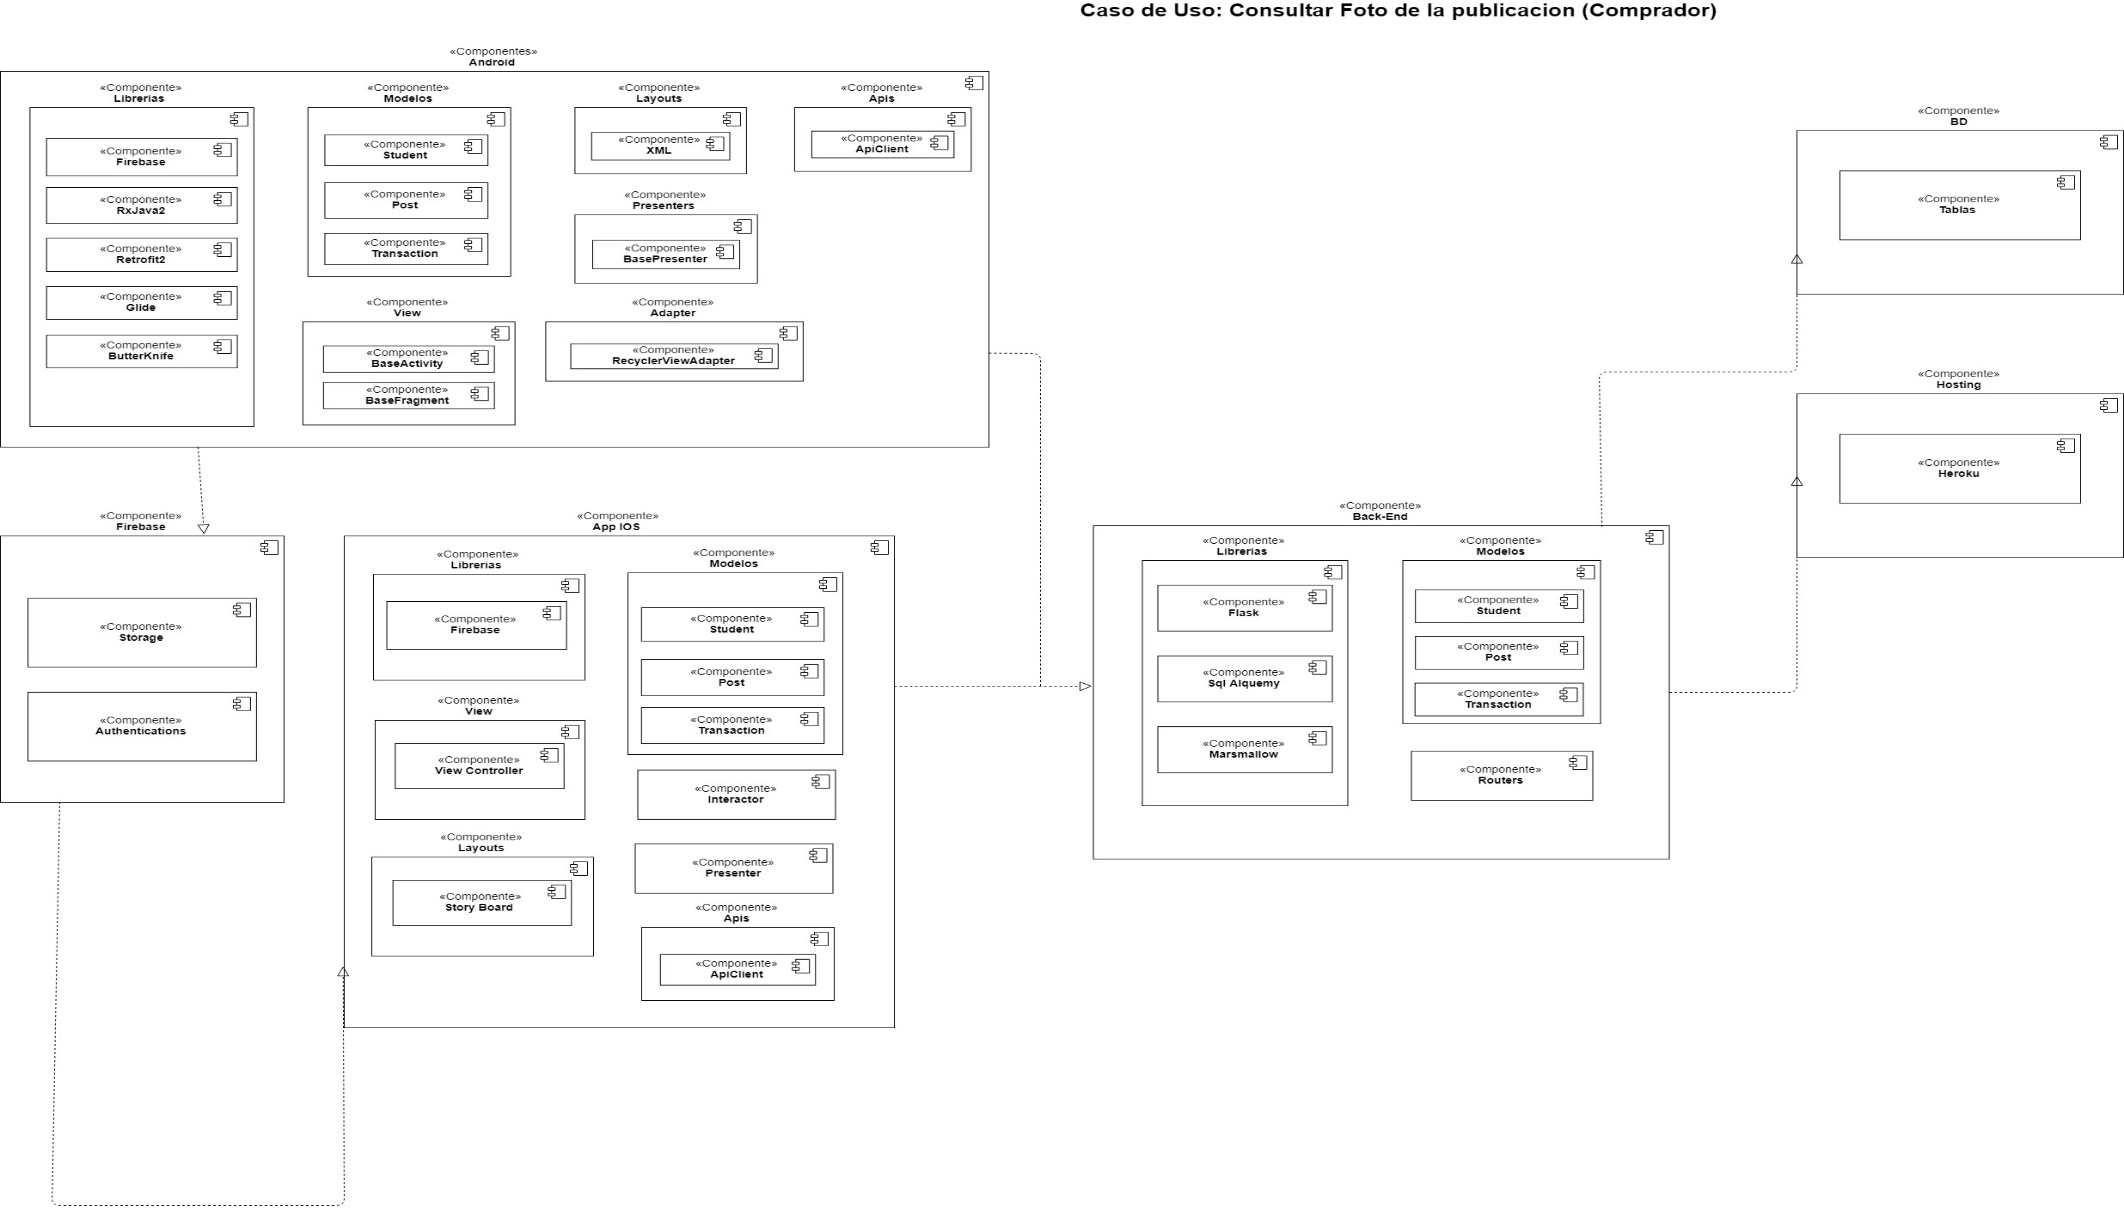 Caso de Uso: Consultar Foto de la publicacion (Comprador)
«Componentes»
Android
«Componente»
Librerias
«Componente»
Firebase
«Componente»
RxJava2
«Componente»
Retrofit2
«Componente»
Glide
«Componente»
ButterKnife
«Componente»
Modelos
«Componente»
Student
«Componente»
Post
«Componente»
Transaction
«Componente»
View
«Componente»
BaseActivity
«Componente»
BaseFragment
«Componente»
Layouts
«Componente»
XML
«Componente»
Presenters
«Componente»
BasePresenter
«Componente»
Adapter
«Componente»
RecyclerViewAdapter
«Componente»
Apis
«Componente»
ApiClient
«Componente»
Firebase
«Componente»
Storage
«Componente»
Authentications
«Componente»
App IOS
«Componente»
Librerias
«Componente»
Firebase
«Componente»
View
«Componente»
View Controller
«Componente»
Layouts
«Componente»
Story Board
«Componente»
Modelos
«Componente»
Student
«Componente»
Post
«Componente»
Transaction
«Componente»
Interactor
«Componente»
Presenter
«Componente»
Apis
«Componente»
ApiClient
«Componente»
Back-End
«Componente»
Librerias
«Componente»
Flask
«Componente»
Sql Alquemy
«Componente»
Marsmallow
«Componente»
Modelos
«Componente»
Student
«Componente»
Post
«Componente»
Transaction
«Componente»
Routers
«Componente»
BD
«Componente»
Tablas
«Componente»
Hosting
«Componente»
Heroku